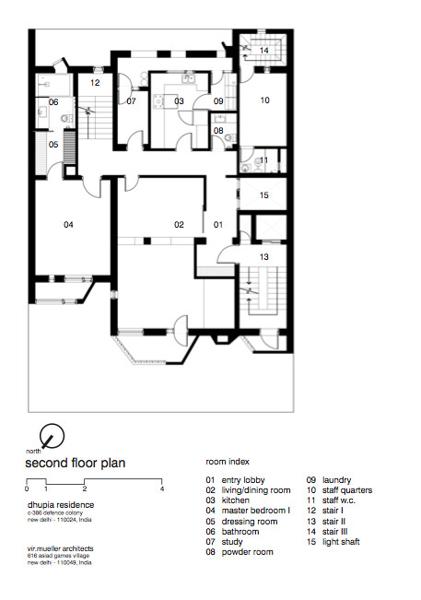 14
06
12
07
03
09
10
08
05
11
15
04
02
01
13
north
second floor plan
0 1 2 4
dhupia residence
c-386 defence colony
new delhi - 110024, India
vir.mueller architects
616 asiad games village
new delhi - 110049, India
room index
01 entry lobby
02 living/dining room
03 kitchen
04 master bedroom I
05 dressing room
06 bathroom
07 study
08 powder room
09 laundry
10 staff quarters
11 staff w.c.
12 stair I
13 stair II
14 stair III
15 light shaft